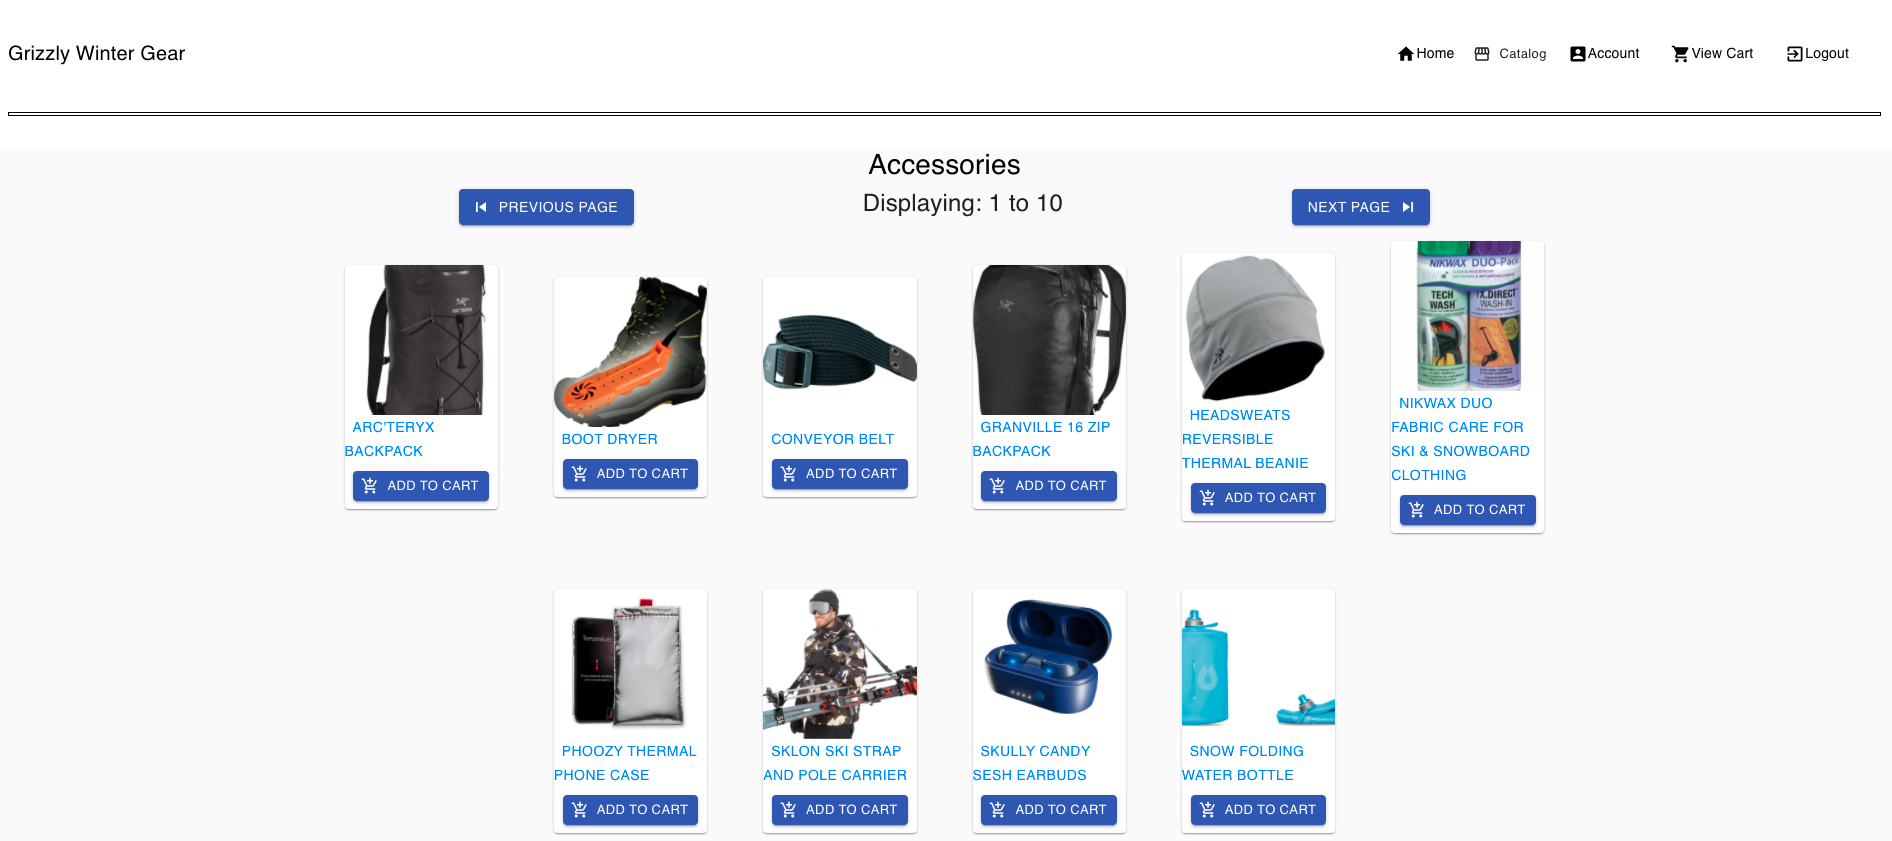 Grizzly Winter Gear
Home Catalog Account View Cart Logout
Accessories
PREVIOUS PAGE Displaying: 1 to 10 NEXT PAGE
ARC'TERYX
ARC'TERYX
BACKPACK
ADD TO CART
BOOT DRYER
ADD TO CART
CONVEYOR BELT
ADD TO CART
GRANVILLE 16 ZIP
BACKPACK
ADD TO CART
HEADSWEATS
REVERSIBLE
THERMAL BEANIE
ADD TO CART
NIKWAX DUO-Pack
TECH
WASH
TX.DIRECT
WASH-IN
NIKWAX DUO
FABRIC CARE FOR
SKI & SNOWBOARD
CLOTHING
ADD TO CART
Temperature
PHOOZY THERMAL
PHONE CASE
ADD TO CART
SKLON SKI STRAP
AND POLE CARRIER
ADD TO CART
SKULLY CANDY
SESH EARBUDS
ADD TO CART
SNOW FOLDING
WATER BOTTLE
ADD TO CART